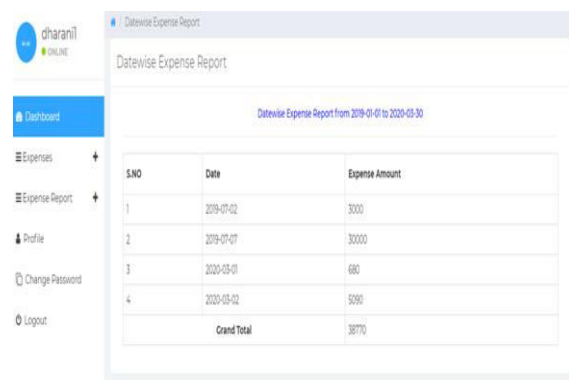 dharani1
ONLINE
Dashboard
Expenses
Expense Report
Profile
Change Password
Logout
/ Datewise Expense Report
Datewise Expense Report
Datewise Expense Report from 2019-01-01 to 2020-03-30
S.NO Date Expense Amount
1 2019-07-02 3000
2 2019-07-07 30000
3 2020-03-01 680
4 2020-03-02 5090
Grand Total 38770